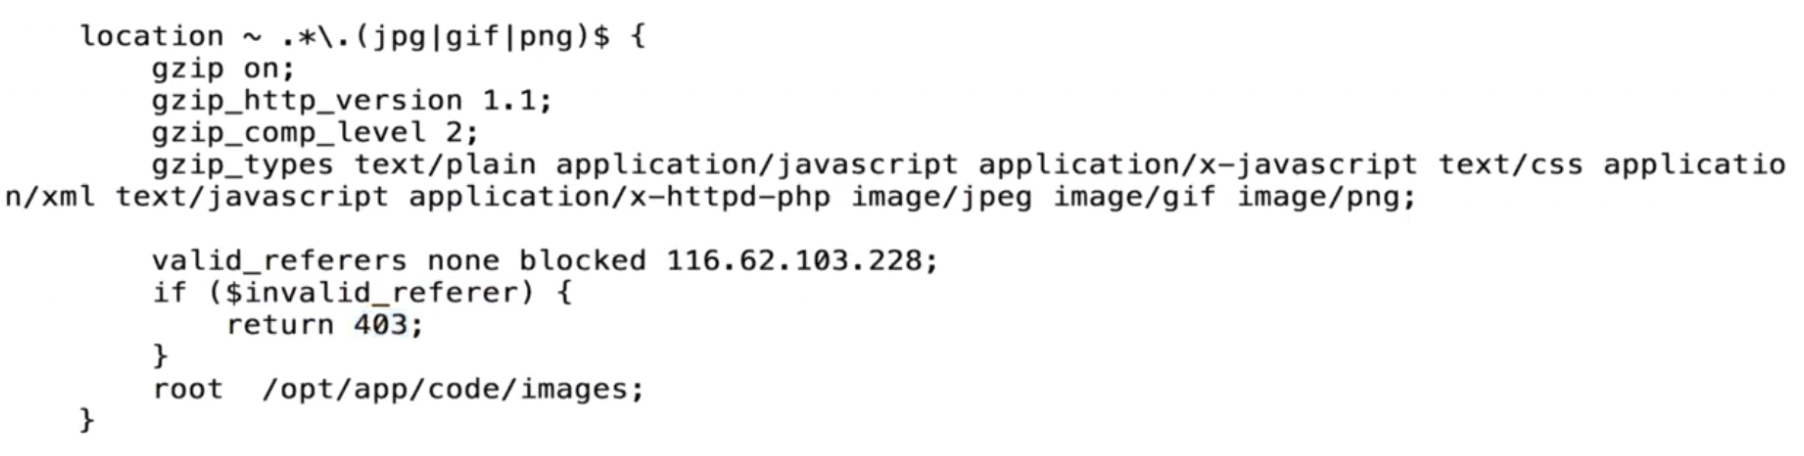 location ~ .*\.(jpg|gif|png)$ {
gzip on;
gzip_http_version 1.1;
gzip_comp_level 2;
gzip_types text/plain application/javascript application/x-javascript text/css applicatio
n/xml text/javascript application/x-httpd-php image/jpeg image/gif image/png;
valid_referers none blocked 116.62.103.228;
if ($invalid_referer) {
return 403;
}
root  /opt/app/code/images;
}